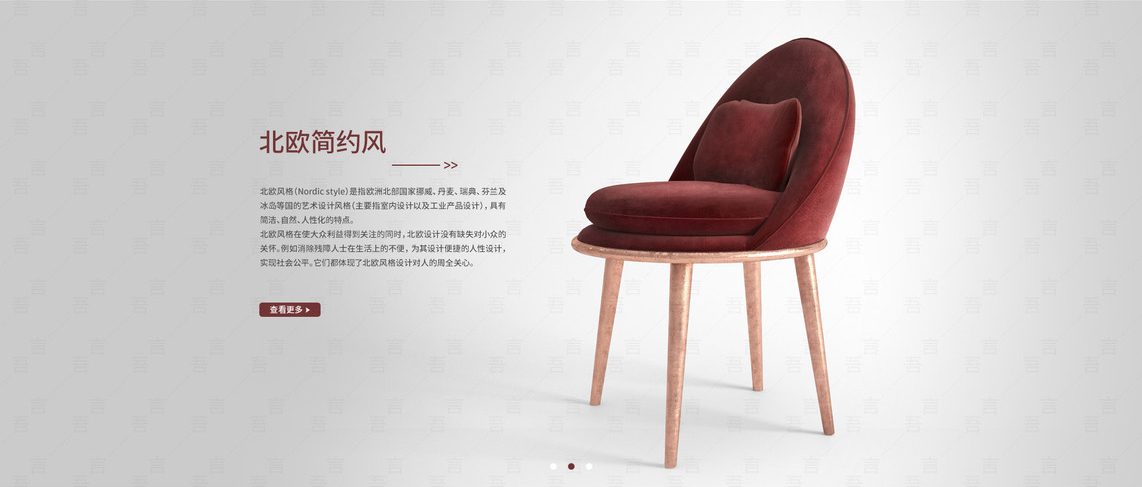 北欧简约风
>>
北欧风格(Nordic style)是指欧洲北部国家挪威、丹麦、瑞典、芬兰及
冰岛等国的艺术设计风格(主要指室内设计以及工业产品设计)，具有
简洁、自然、人性化的特点。
北欧风格在使大众利益得到关注的同时，北欧设计没有缺失对小众的
关怀。例如消除残障人士在生活上的不便，为其设计便捷的人性设计，
实现社会公平。它们都体现了北欧风格设计对人的周全关心。
查看更多